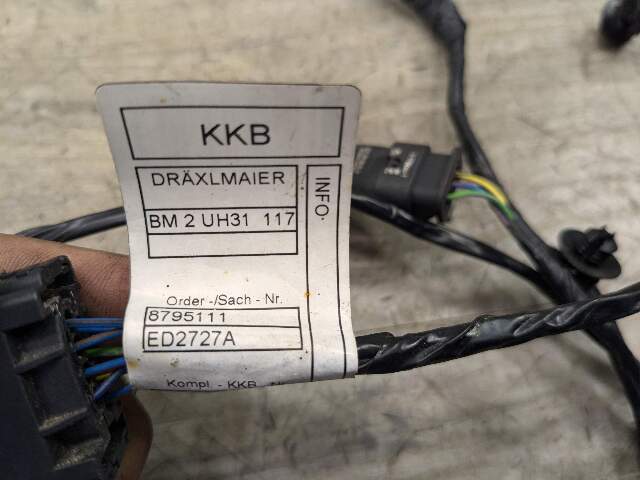 KKB
DRÄXLMAIER
BM 2 UH31 117
INFO:
Order -/Sach - Nr.
8795111
ED2727A
Kompl. - KKB